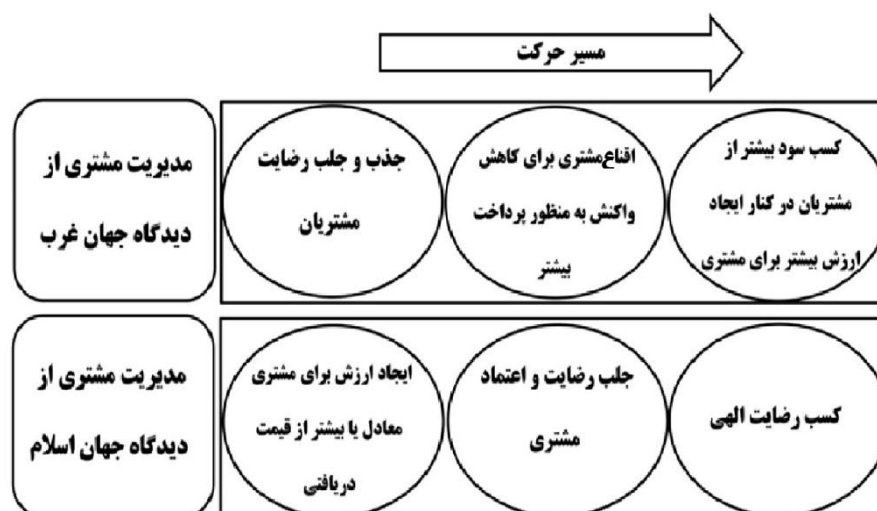 مسیر حرکت
مدیریت مشتری از
دیدگاه جهان غرب
جذب و جلب رضایت
مشتریان
اقناع مشتری برای کاهش
واکنش به منظور پرداخت
بیشتر
کسب سود بیشتر از
مشتریان در کنار ایجاد
ارزش بیشتر برای مشتری
مدیریت مشتری از
دیدگاه جهان اسلام
ایجاد ارزش برای مشتری
معادل یا بیشتر از قیمت
دریافتی
جلب رضایت و اعتماد
مشتری
کسب رضایت الهی